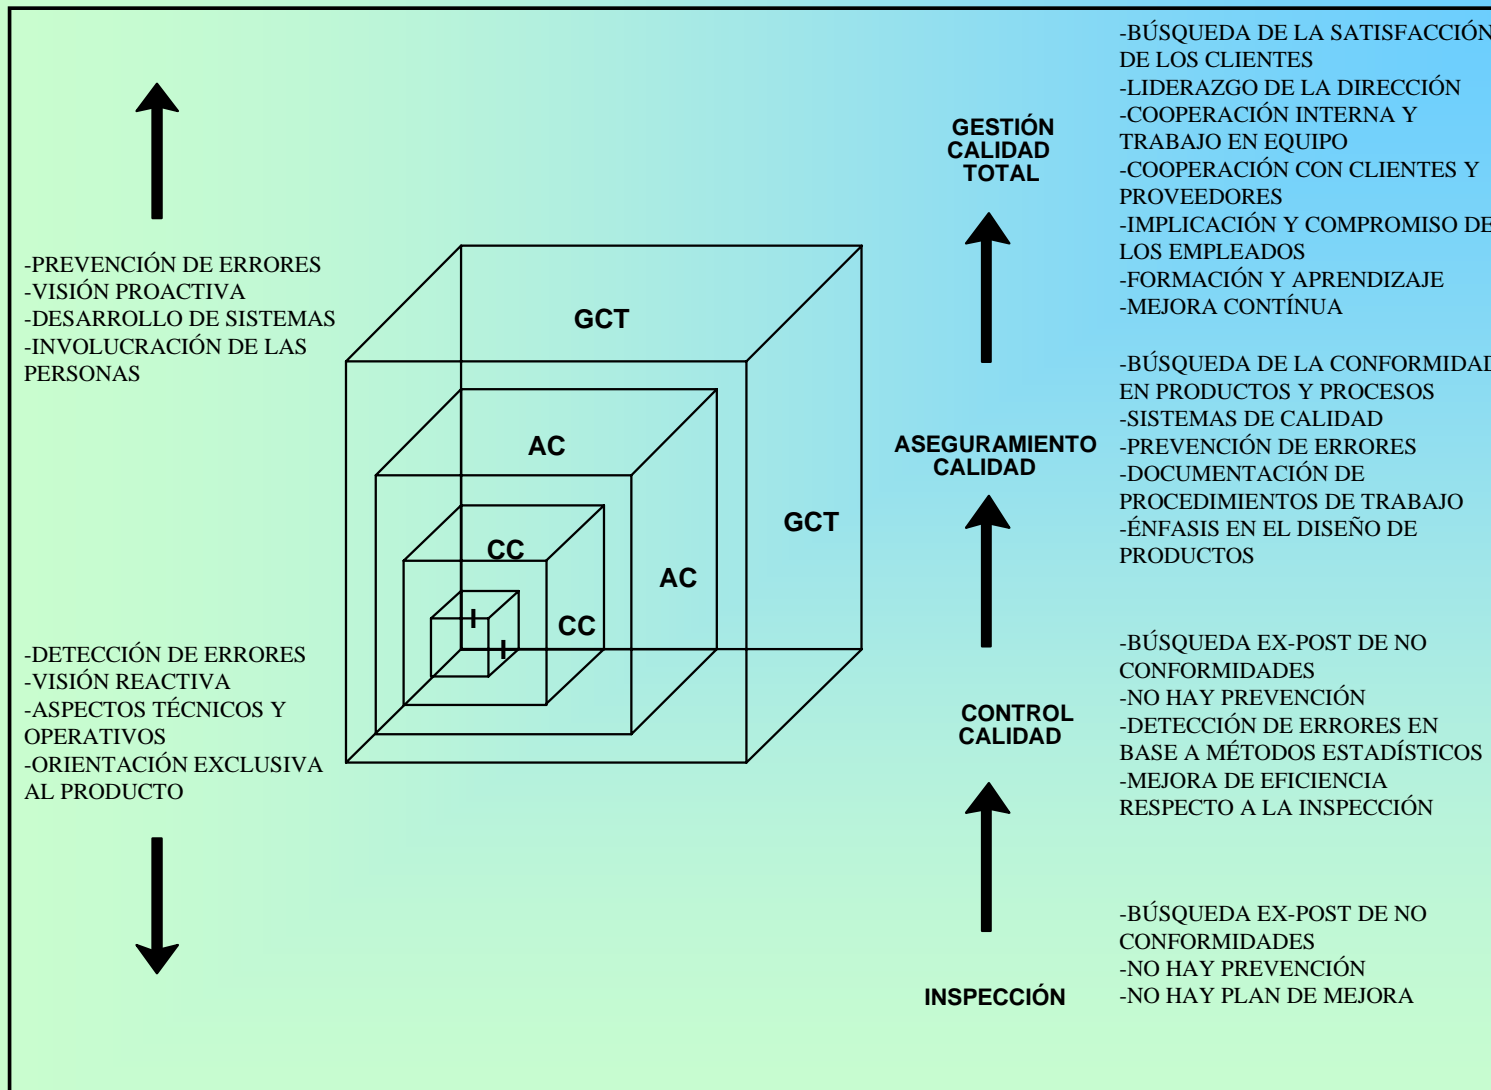 -PREVENCIÓN DE ERRORES
-VISIÓN PROACTIVA
-DESARROLLO DE SISTEMAS
-INVOLUCRACIÓN DE LAS
PERSONAS
-DETECCIÓN DE ERRORES
-VISIÓN REACTIVA
-ASPECTOS TÉCNICOS Y
OPERATIVOS
-ORIENTACIÓN EXCLUSIVA
AL PRODUCTO
GCT
AC
GCT
CC
AC
CC
I
I
GESTIÓN
CALIDAD
TOTAL
-BÚSQUEDA DE LA SATISFACCIÓN
DE LOS CLIENTES
-LIDERAZGO DE LA DIRECCIÓN
-COOPERACIÓN INTERNA Y
TRABAJO EN EQUIPO
-COOPERACIÓN CON CLIENTES Y
PROVEEDORES
-IMPLICACIÓN Y COMPROMISO DE
LOS EMPLEADOS
-FORMACIÓN Y APRENDIZAJE
-MEJORA CONTÍNUA
ASEGURAMIENTO
CALIDAD
-BÚSQUEDA DE LA CONFORMIDAD
EN PRODUCTOS Y PROCESOS
-SISTEMAS DE CALIDAD
-PREVENCIÓN DE ERRORES
-DOCUMENTACIÓN DE
PROCEDIMIENTOS DE TRABAJO
-ÉNFASIS EN EL DISEÑO DE
PRODUCTOS
CONTROL
CALIDAD
-BÚSQUEDA EX-POST DE NO
CONFORMIDADES
-NO HAY PREVENCIÓN
-DETECCIÓN DE ERRORES EN
BASE A MÉTODOS ESTADÍSTICOS
-MEJORA DE EFICIENCIA
RESPECTO A LA INSPECCIÓN
INSPECCIÓN
-BÚSQUEDA EX-POST DE NO
CONFORMIDADES
-NO HAY PREVENCIÓN
-NO HAY PLAN DE MEJORA